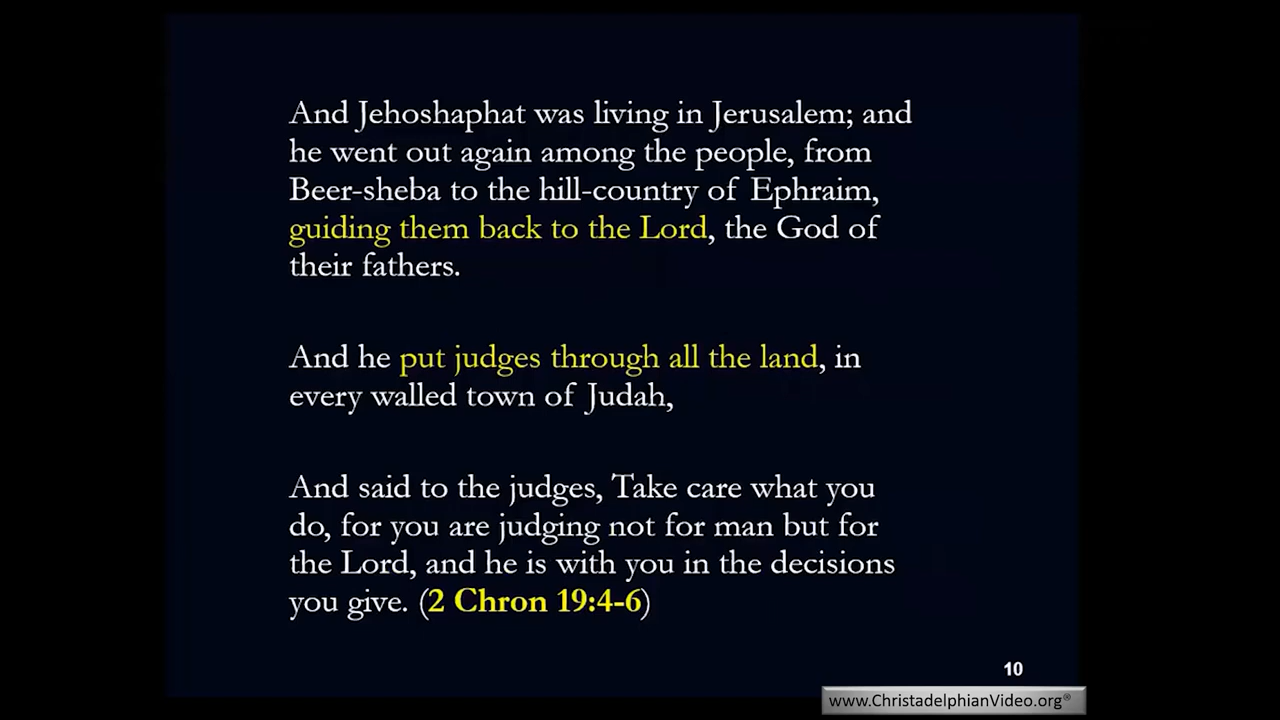 And Jehoshaphat was living in Jerusalem; and
he went out again among the people, from
Beer-sheba to the hill-country of Ephraim,
guiding them back to the Lord, the God of
their fathers.
And he put judges through all the land, in
every walled town of Judah,
And said to the judges, Take care what you
do, for you are judging not for man but for
the Lord, and he is with you in the decisions
you give. (2 Chron 19:4-6)
10
www.ChristadelphianVideo.org®